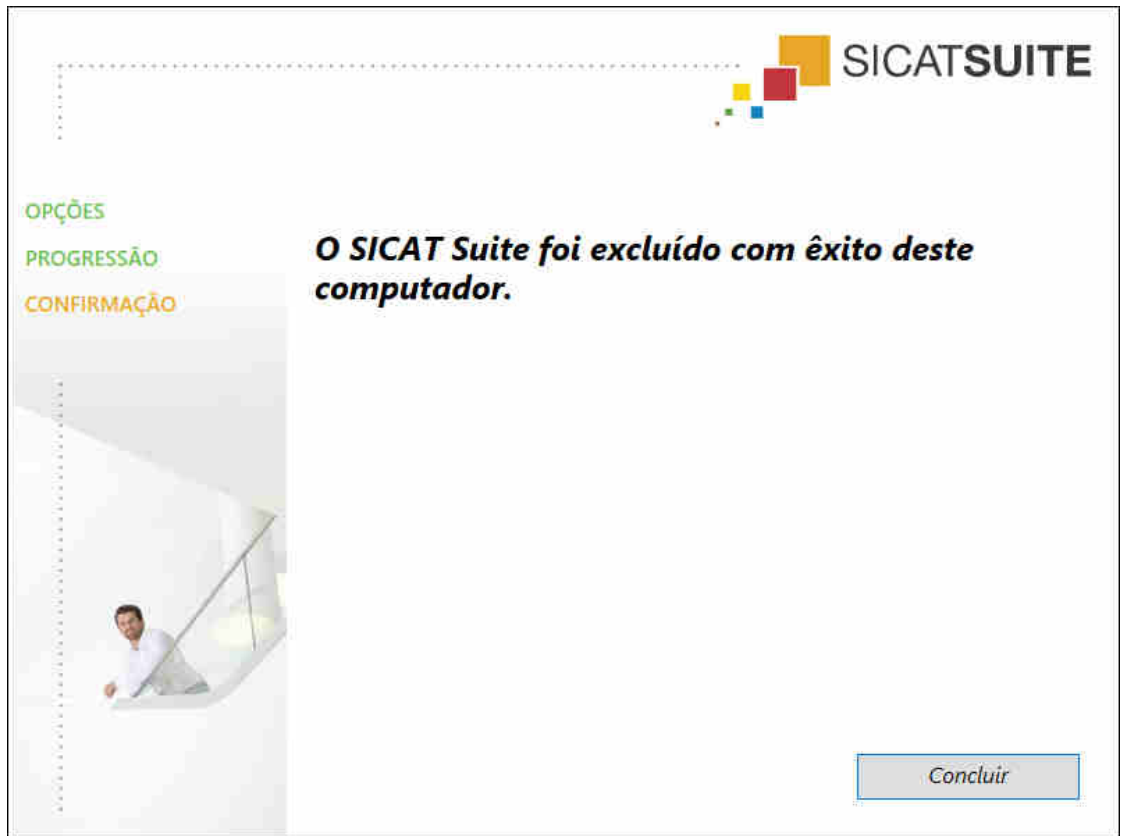 SICATSUITE
OPÇÕES
PROGRESSÃO
CONFIRMAÇÃO
O SICAT Suite foi excluído com êxito deste
computador.
Concluir